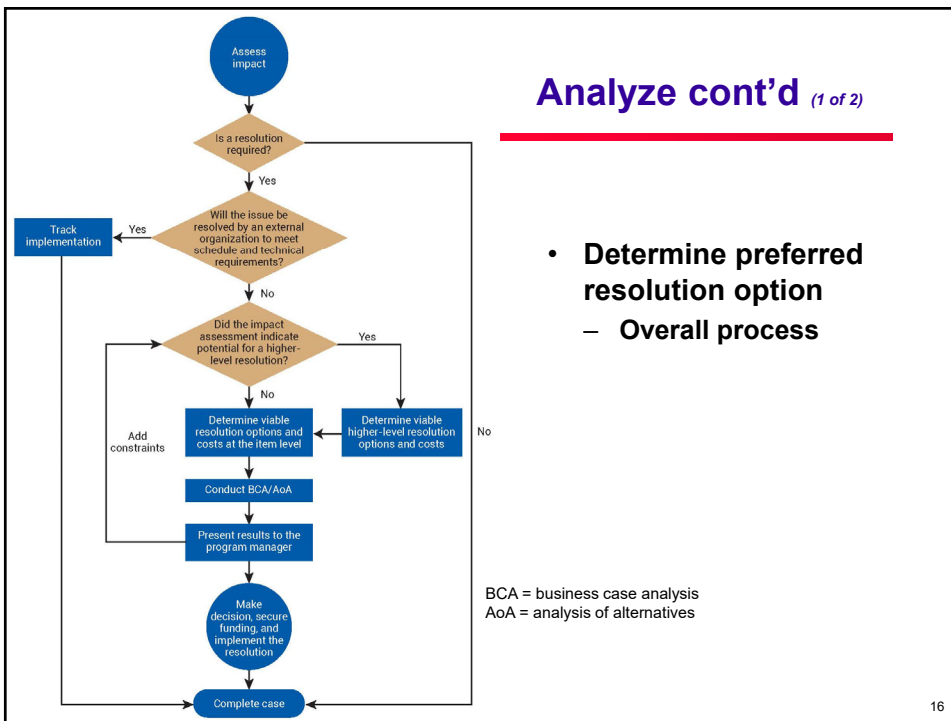 Assess
impact
Analyze cont’d (1 of 2)
Is a resolution
required?
Yes
Will the issue be
resolved by an external
organization to meet
schedule and technical
requirements?
Yes
Track
implementation
No
• Determine preferred
resolution option
– Overall process
Did the impact
assessment indicate
potential for a higher-
level resolution?
Yes
No
Determine viable
resolution options and
costs at the item level
Determine viable
higher-level resolution
options and costs
No
Add
constraints
Conduct BCA/AoA
Present results to the
program manager
BCA = business case analysis
AoA = analysis of alternatives
Make
decision, secure
funding, and
implement the
resolution
Complete case
16